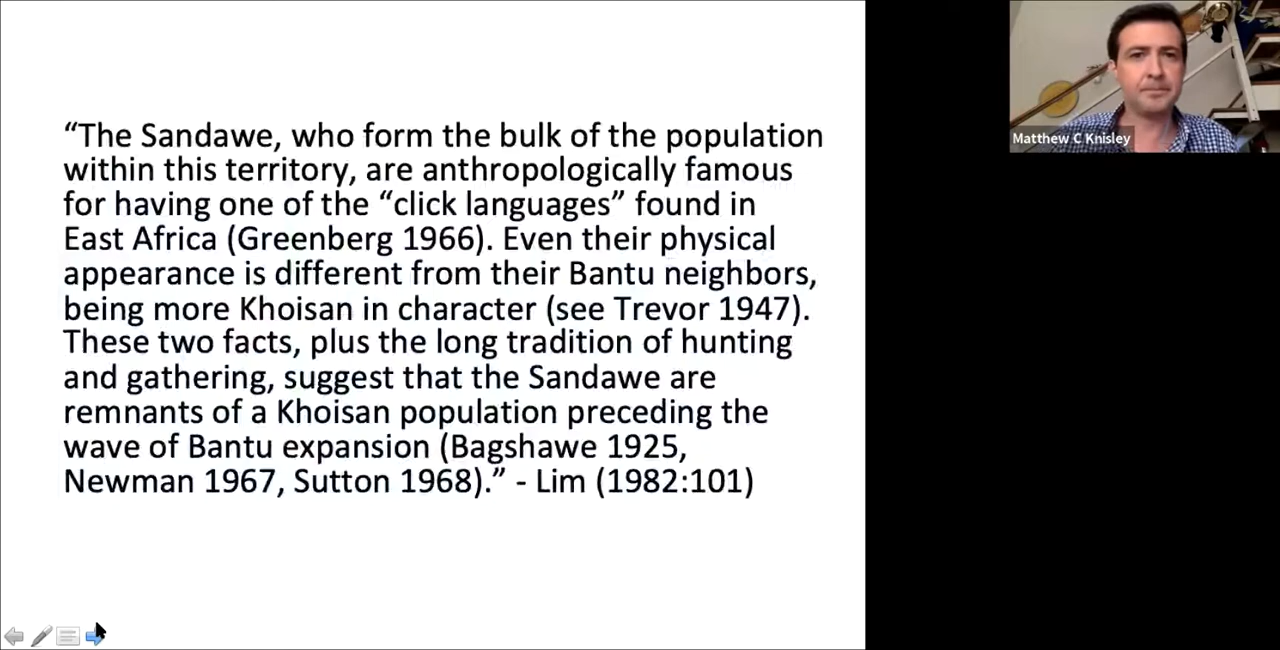 “The Sandawe, who form the bulk of the population
within this territory, are anthropologically famous
for having one of the “click languages” found in
East Africa (Greenberg 1966). Even their physical
appearance is different from their Bantu neighbors,
being more Khoisan in character (see Trevor 1947).
These two facts, plus the long tradition of hunting
and gathering, suggest that the Sandawe are
remnants of a Khoisan population preceding the
wave of Bantu expansion (Bagshawe 1925,
Newman 1967, Sutton 1968).” - Lim (1982:101)
Matthew C Knisley